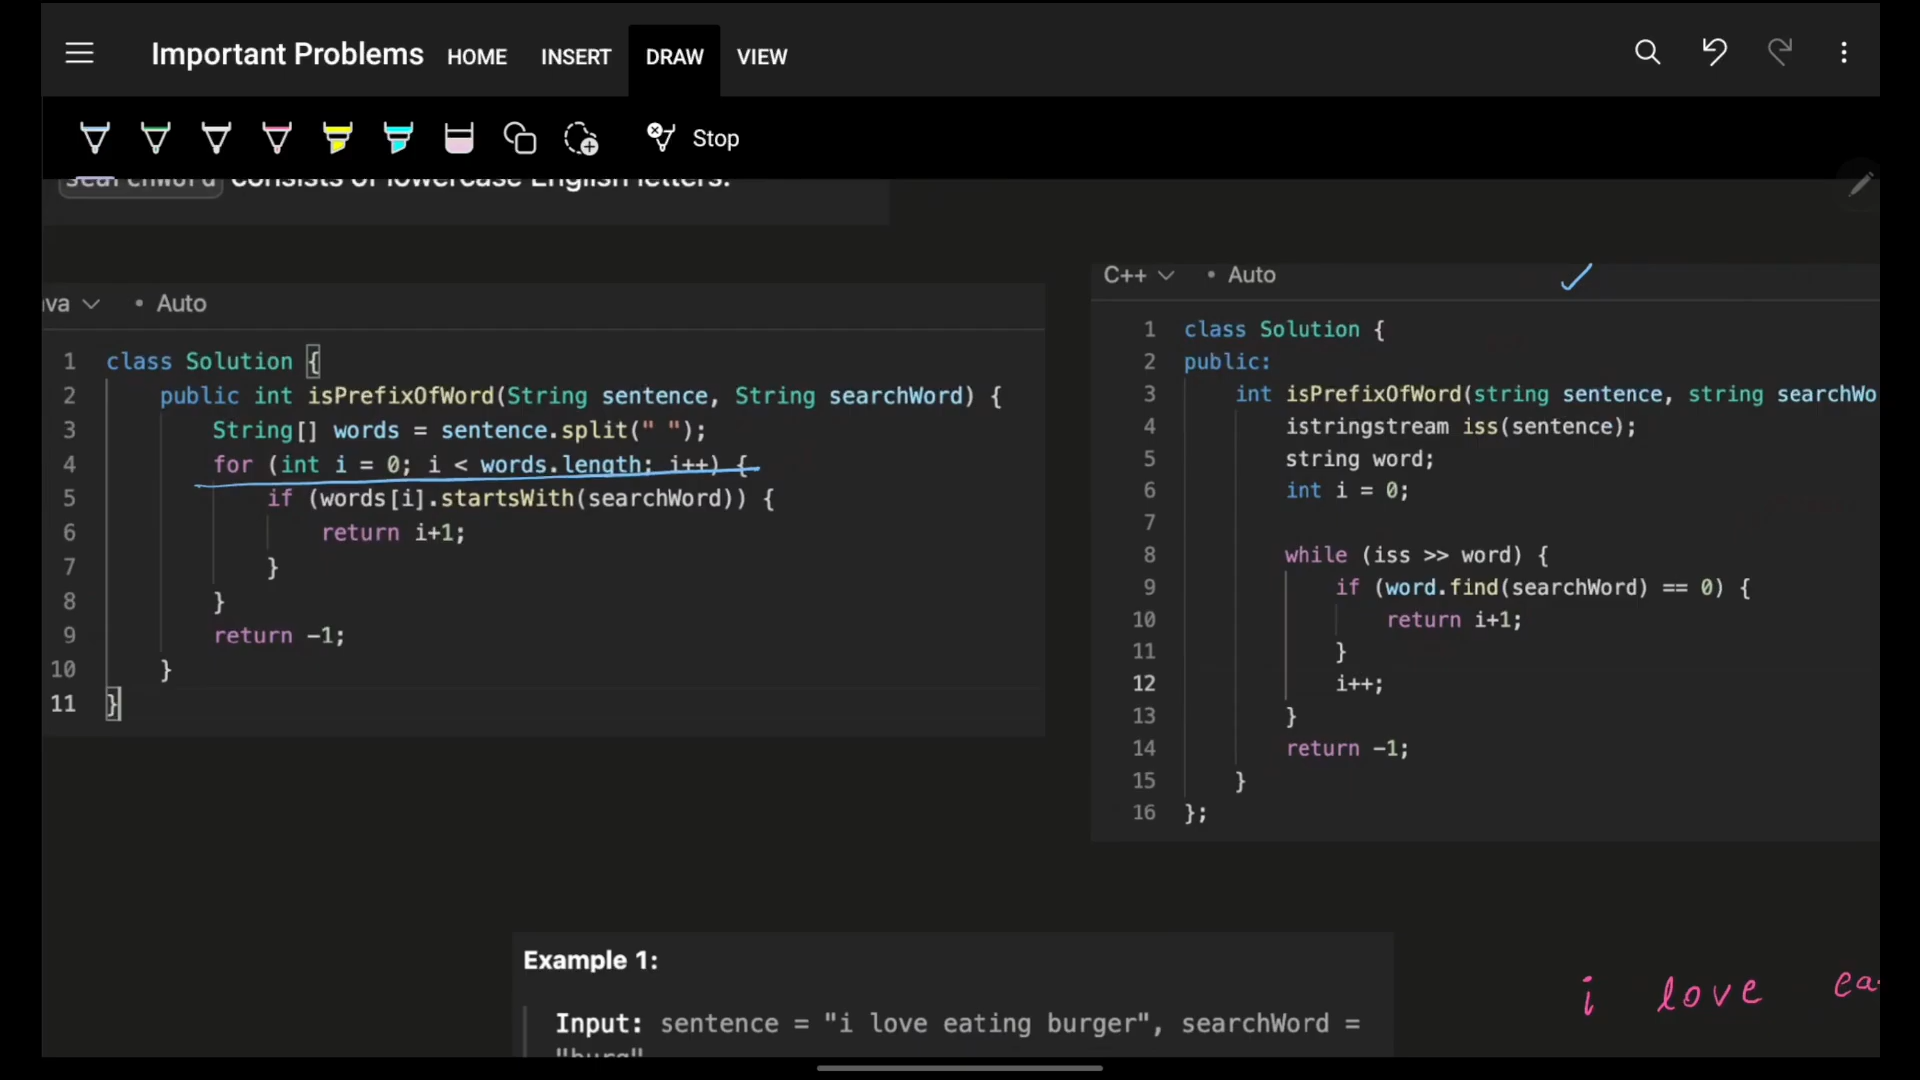 Important Problems HOME INSERT DRAW VIEW
Stop
searchWord consists of lowercase English letters.
va • Auto
1 class Solution {
2 public int isPrefixOfWord(String sentence, String searchWord) {
3 String[] words = sentence.split(" ");
4 for (int i = 0; i < words.length; i++) {
5 if (words[i].startsWith(searchWord)) {
6 return i+1;
7 }
8 }
9 return -1;
10 }
11 }
C++ • Auto
1 class Solution {
2 public:
3 int isPrefixOfWord(string sentence, string searchWo
4 istringstream iss(sentence);
5 string word;
6 int i = 0;
7
8 while (iss >> word) {
9 if (word.find(searchWord) == 0) {
10 return i+1;
11 }
12 i++;
13 }
14 return -1;
15 }
16 };
Example 1:
Input: sentence = "i love eating burger", searchWord =
"burg"
i love ea